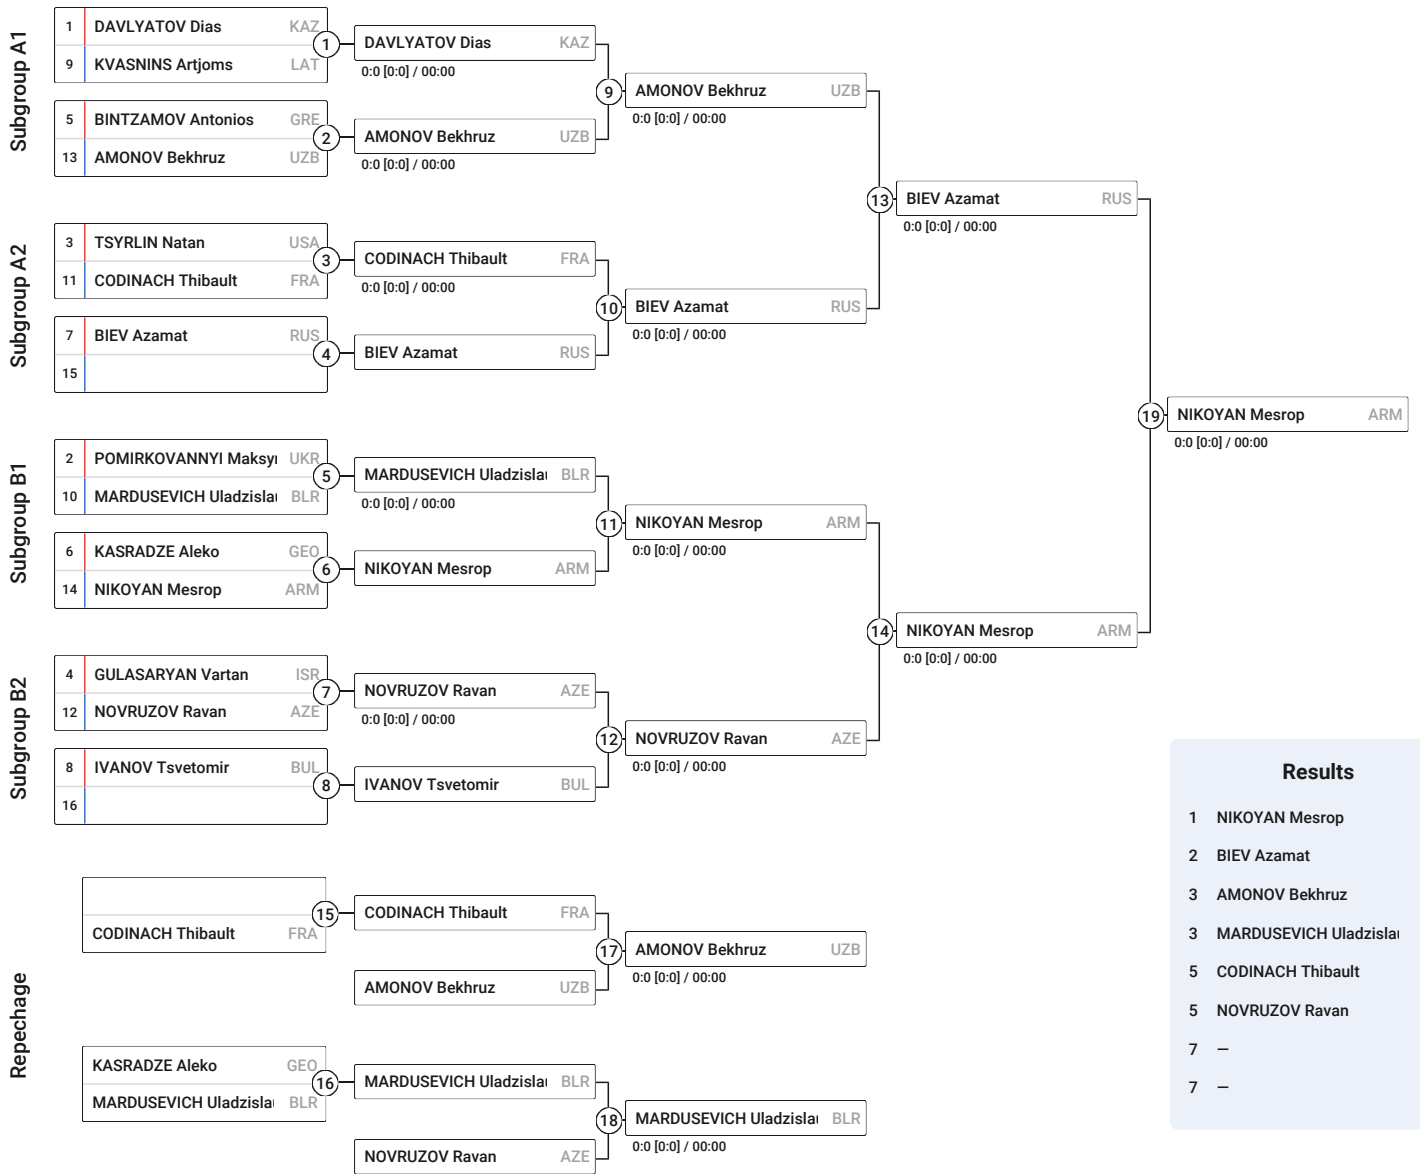 Subgroup A1
1 DAVLYATOV Dias KAZ
9 KVASNINS Artjoms LAT
1
DAVLYATOV Dias KAZ
0:0 [0:0] / 00:00
5 BINTZAMOV Antonios GRE
13 AMONOV Bekhruz UZB
2
AMONOV Bekhruz UZB
0:0 [0:0] / 00:00
9
AMONOV Bekhruz UZB
0:0 [0:0] / 00:00
Subgroup A2
3 TSYRLIN Natan USA
11 CODINACH Thibault FRA
3
CODINACH Thibault FRA
0:0 [0:0] / 00:00
7 BIEV Azamat RUS
15
4
BIEV Azamat RUS
10
BIEV Azamat RUS
0:0 [0:0] / 00:00
13
BIEV Azamat RUS
0:0 [0:0] / 00:00
Subgroup B1
2 POMIRKOVANNYI Maksy UKR
10 MARDUSEVICH Uladzisla BLR
5
MARDUSEVICH Uladzisla BLR
0:0 [0:0] / 00:00
6 KASRADZE Aleko GEO
14 NIKOYAN Mesrop ARM
6
NIKOYAN Mesrop ARM
11
NIKOYAN Mesrop ARM
0:0 [0:0] / 00:00
Subgroup B2
4 GULASARYAN Vartan ISR
12 NOVRUZOV Ravan AZE
7
NOVRUZOV Ravan AZE
0:0 [0:0] / 00:00
8 IVANOV Tsvetomir BUL
16
8
IVANOV Tsvetomir BUL
12
NOVRUZOV Ravan AZE
0:0 [0:0] / 00:00
14
NIKOYAN Mesrop ARM
0:0 [0:0] / 00:00
19
NIKOYAN Mesrop ARM
0:0 [0:0] / 00:00
Repechage
CODINACH Thibault FRA
15
CODINACH Thibault FRA
AMONOV Bekhruz UZB
17
AMONOV Bekhruz UZB
0:0 [0:0] / 00:00
KASRADZE Aleko GEO
MARDUSEVICH Uladzisla BLR
16
MARDUSEVICH Uladzisla BLR
NOVRUZOV Ravan AZE
18
MARDUSEVICH Uladzisla BLR
0:0 [0:0] / 00:00
Results
1 NIKOYAN Mesrop
2 BIEV Azamat
3 AMONOV Bekhruz
3 MARDUSEVICH Uladzisla
5 CODINACH Thibault
5 NOVRUZOV Ravan
7 —
7 —